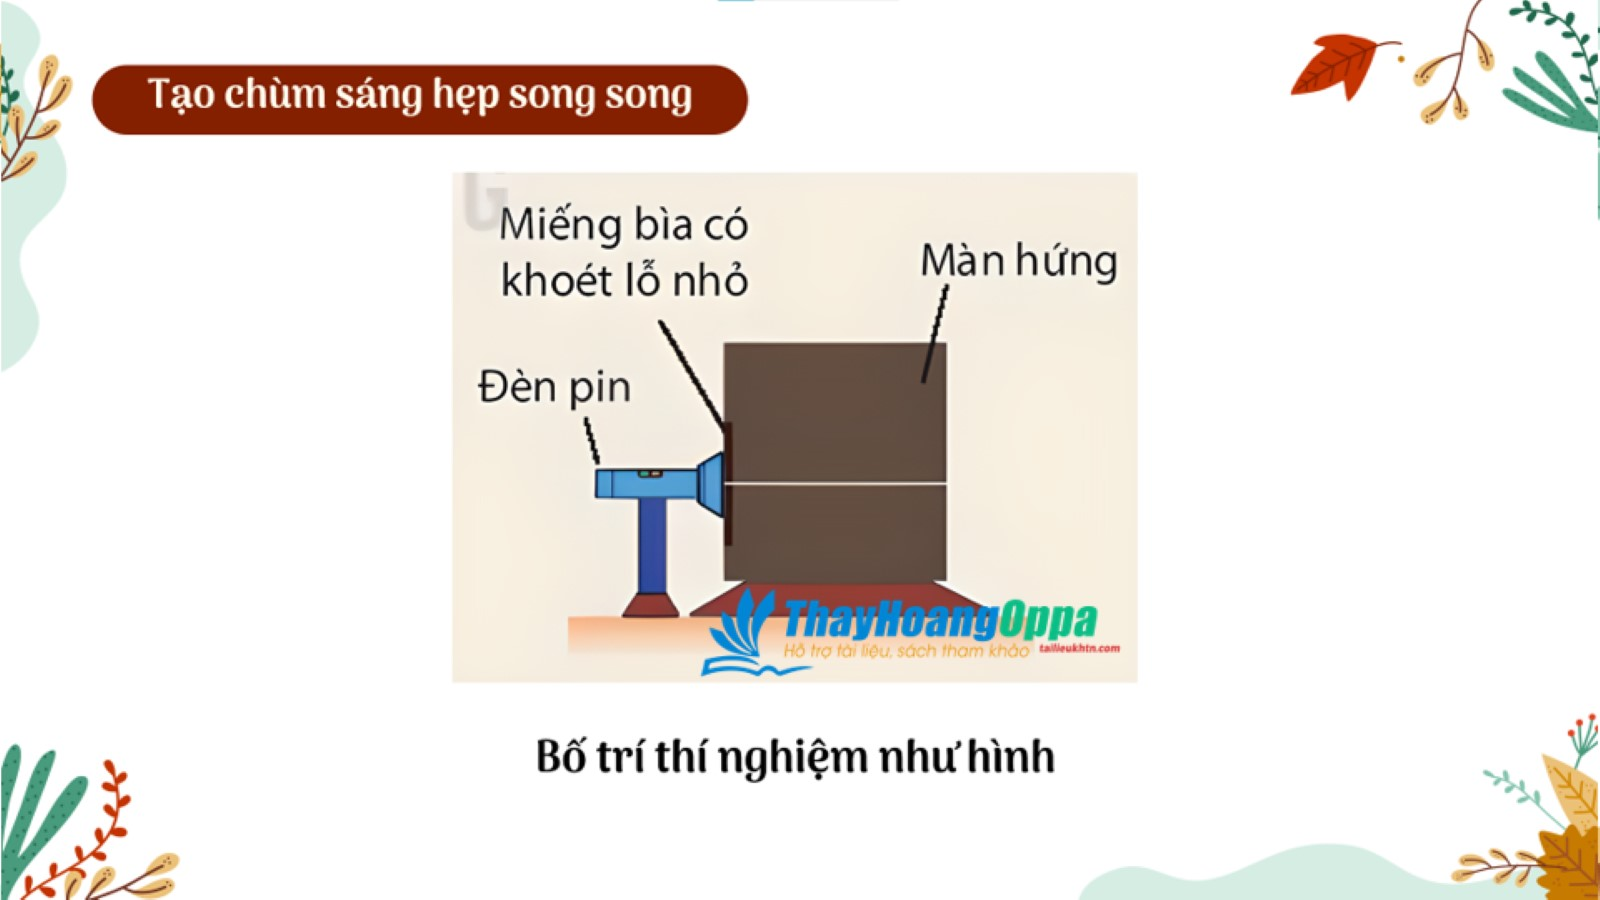 Tạo chùm sáng hẹp song song
G
Miếng bìa có
khoét lỗ nhỏ
Màn hứng
Đèn pin
ThayHoangOppa
Hỗ trợ tài liệu, sách tham khảo
tailieukhtn.com
Bố trí thí nghiệm như hình